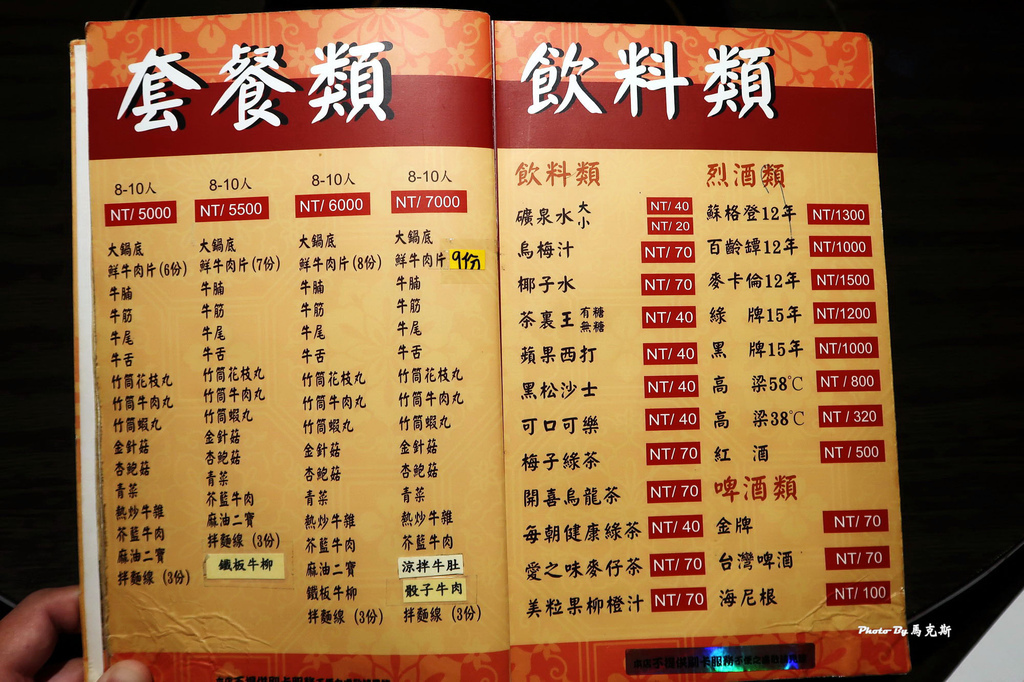 套餐類
8-10人
NT/ 5000
大鍋底
鮮牛肉片(6份)
牛腩
牛筋
牛尾
牛舌
竹筒花枝丸
竹筒牛肉丸
竹筒蝦丸
金針菇
杏鮑菇
青菜
熱炒牛雜
芥藍牛肉
麻油二寶
拌麵線 (3份)
8-10人
NT/ 5500
大鍋底
鮮牛肉片(7份)
牛腩
牛筋
牛尾
牛舌
竹筒花枝丸
竹筒牛肉丸
竹筒蝦丸
金針菇
杏鮑菇
青菜
芥藍牛肉
麻油二寶
拌麵線 (3份)
鐵板牛柳
8-10人
NT/ 6000
大鍋底
鮮牛肉片(8份)
牛腩
牛筋
牛尾
牛舌
竹筒花枝丸
竹筒牛肉丸
竹筒蝦丸
金針菇
杏鮑菇
青菜
熱炒牛雜
芥藍牛肉
麻油二寶
鐵板牛柳
拌麵線 (3份)
8-10人
NT/ 7000
大鍋底
鮮牛肉片 9份
牛腩
牛筋
牛尾
牛舌
竹筒花枝丸
竹筒牛肉丸
竹筒蝦丸
金針菇
杏鮑菇
青菜
熱炒牛雜
芥藍牛肉
涼拌牛肚
骰子牛肉
拌麵線 (3份)
飲料類
飲料類
礦泉水 大 NT/ 40
小 NT/ 20
烏梅汁 NT/ 70
椰子水 NT/ 70
茶裏王 有糖 無糖 NT/ 40
蘋果西打 NT/ 40
黑松沙士 NT/ 40
可口可樂 NT/ 40
梅子綠茶 NT/ 70
開喜烏龍茶 NT/ 70
每朝健康綠茶 NT/ 40
愛之味麥仔茶 NT/ 70
美粒果柳橙汁 NT/ 70
烈酒類
蘇格登12年 NT/1300
百齡罈12年 NT/1000
麥卡倫12年 NT/1500
綠 牌15年 NT/1200
黑 牌15年 NT/1000
高 梁58℃ NT / 800
高 梁38℃ NT / 320
紅 酒 NT / 500
啤酒類
金牌 NT/ 70
台灣啤酒 NT/ 70
海尼根 NT/ 100
Photo By 馬克斯